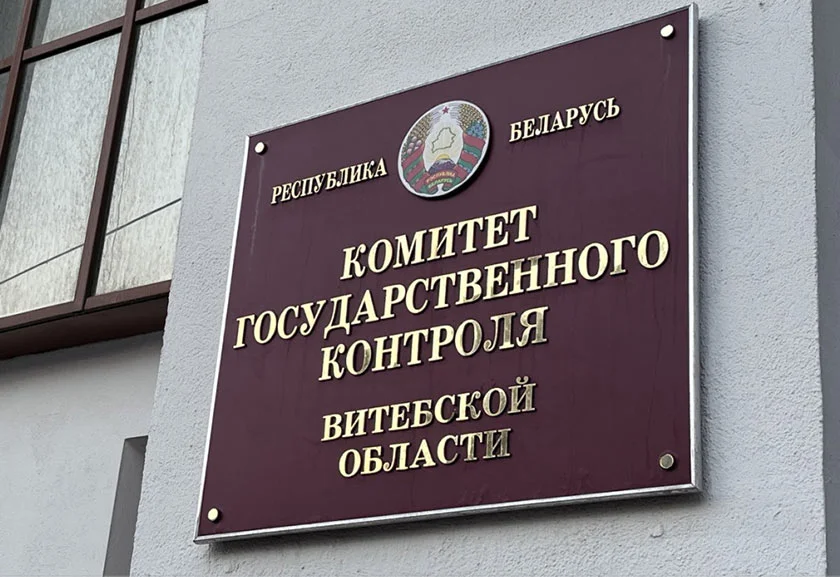 РЕСПУБЛИКА БЕЛАРУСЬ
КОМИТЕТ
ГОСУДАРСТВЕННОГО
КОНТРОЛЯ
ВИТЕБСКОЙ
ОБЛАСТИ